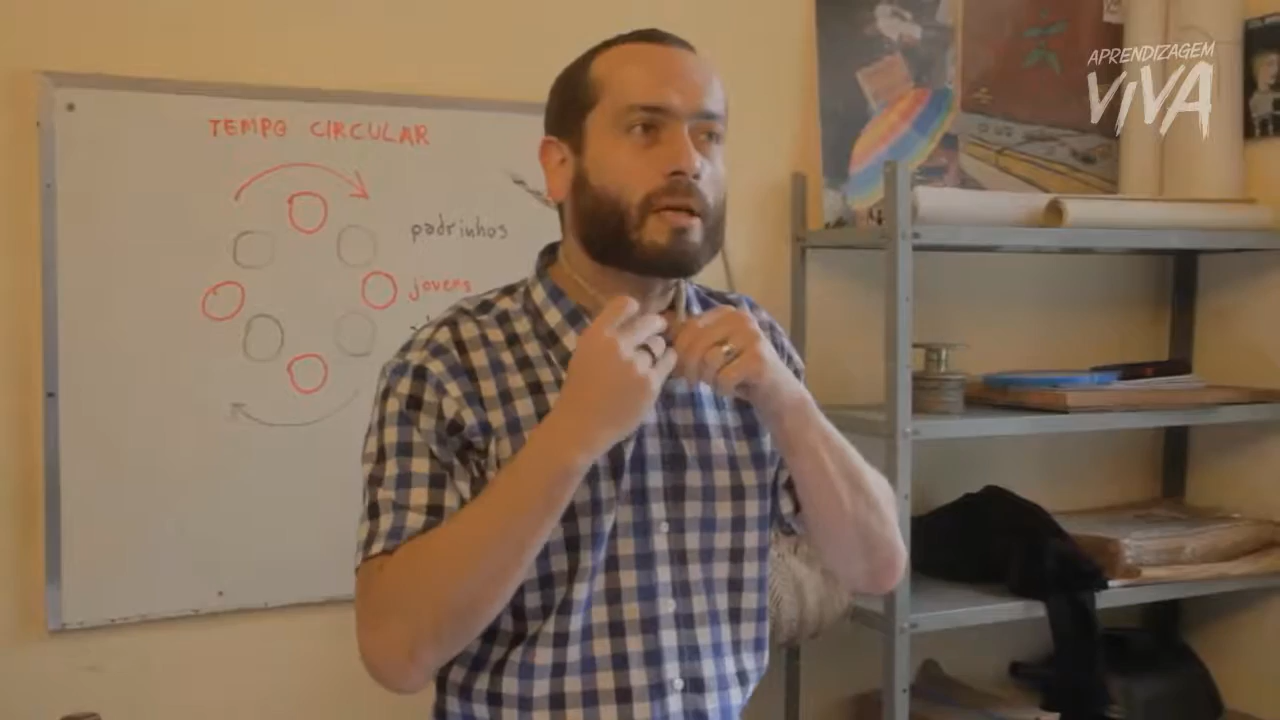 APRENDIZAGEM
VIVA
TEMPO CIRCULAR
padrinhos
jovens